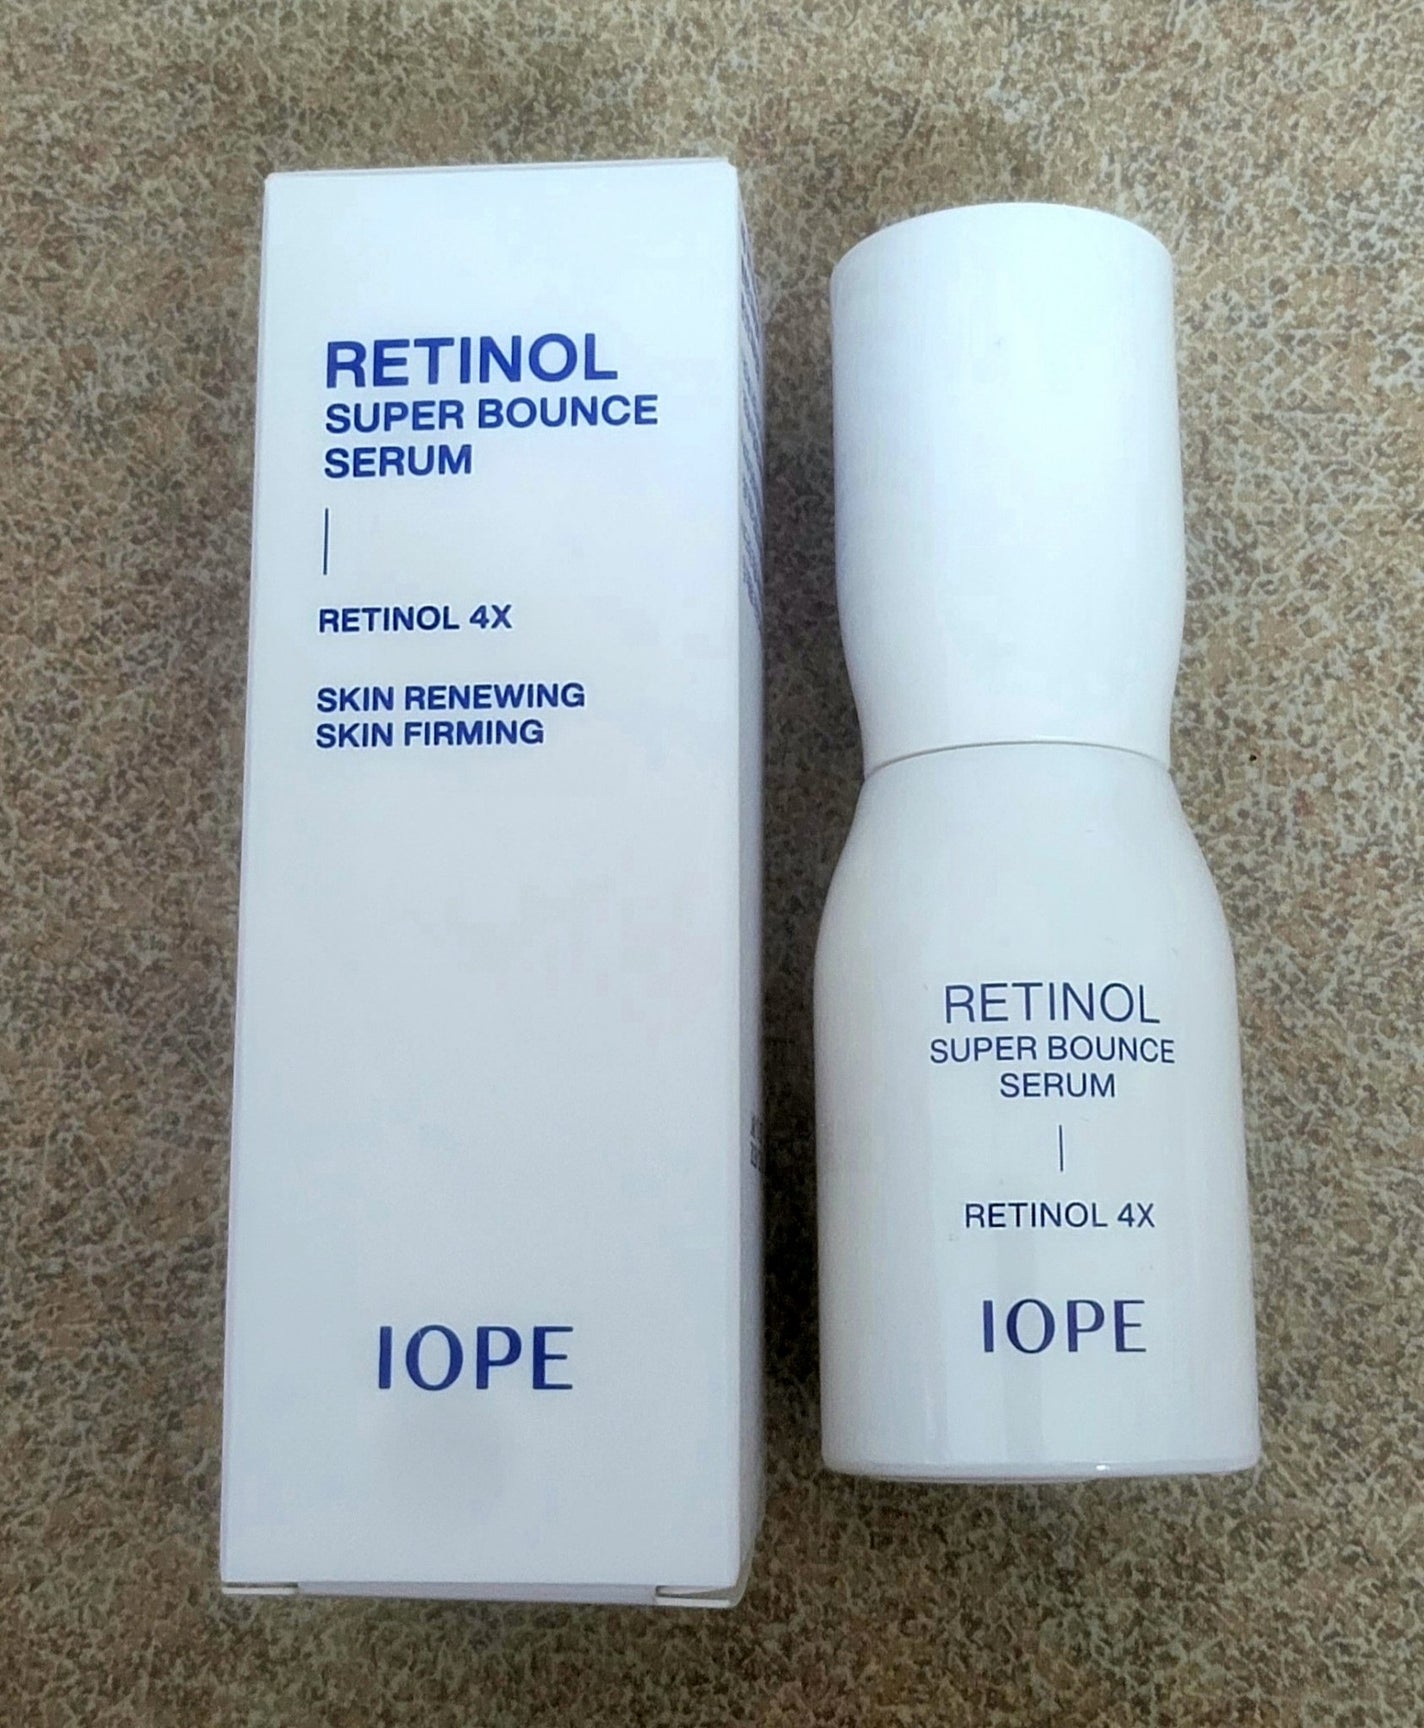 RETINOL
SUPER BOUNCE
SERUM
RETINOL 4X
SKIN RENEWING
SKIN FIRMING
IOPE
RETINOL
SUPER BOUNCE
SERUM
RETINOL 4X
IOPE